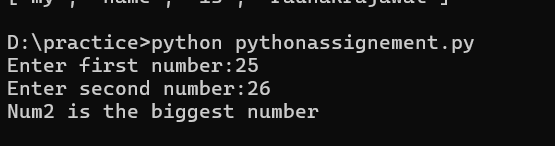 D:\practice>python pythonassignement.py
Enter first number:25
Enter second number:26
Num2 is the biggest number